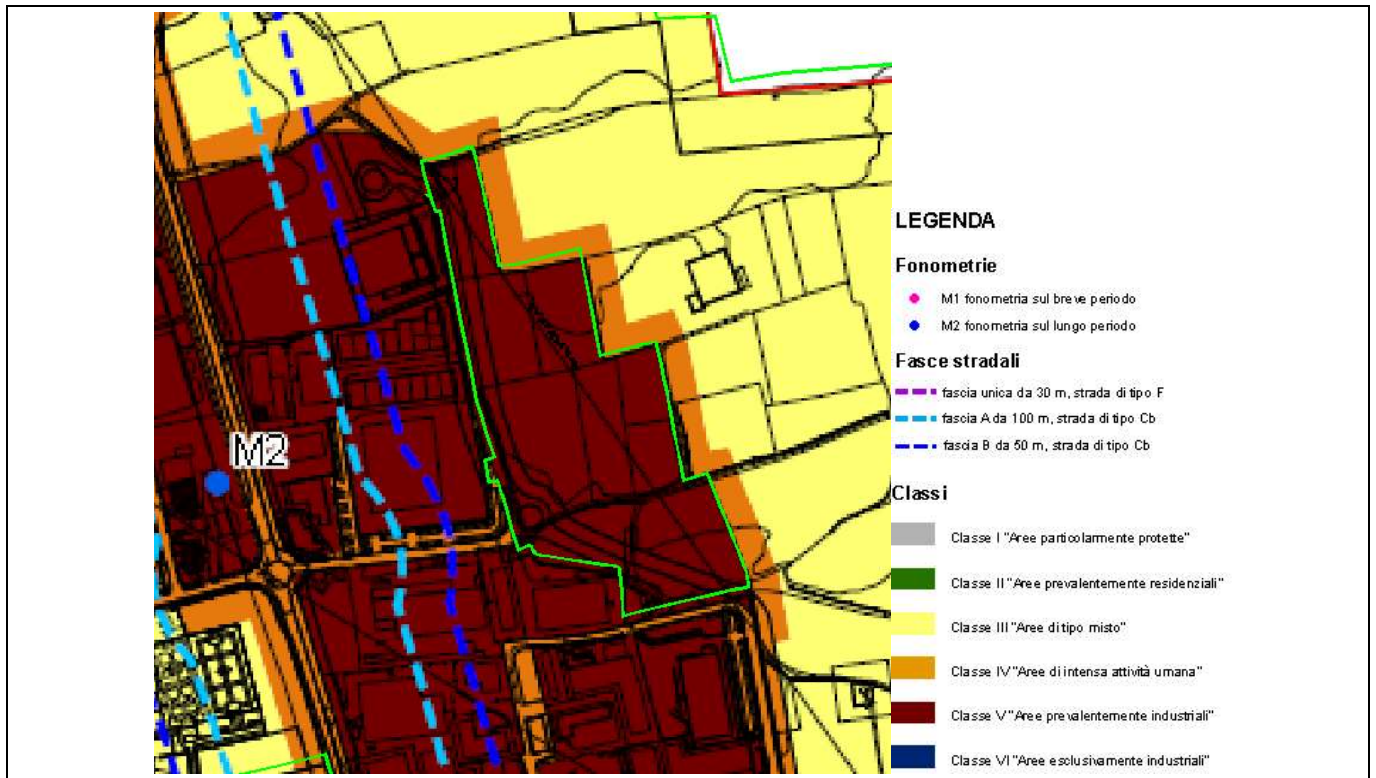 M2
LEGENDA
Fonometrie
M1 fonometria sul breve periodo
M2 fonometria sul lungo periodo
Fasce stradali
fascia unica da 30 m, strada di tipo F
fascia A da 100 m, strada di tipo Cb
fascia B da 50 m, strada di tipo Cb
Classi
Classe I "Aree particolarmente protette"
Classe II "Aree prevalentemente residenziali"
Classe III "Aree di tipo misto"
Classe IV "Aree di intensa attività umana"
Classe V "Aree prevalentemente industriali"
Classe VI "Aree esclusivamente industriali"